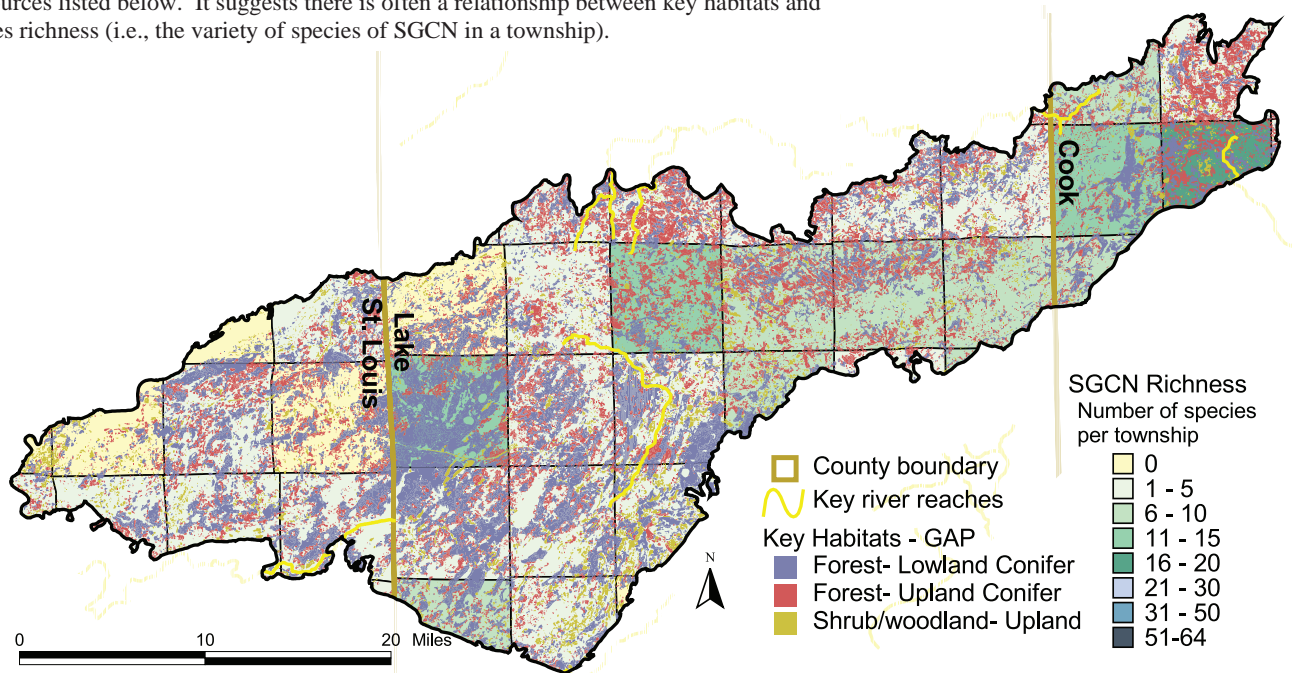 urces listed below.  It suggests there is often a relationship between key habitats and
es richness (i.e., the variety of species of SGCN in a township).
Cook
Lake
St. Louis
SGCN Richness
Number of species
per township
0
1 - 5
6 - 10
11 - 15
16 - 20
21 - 30
31 - 50
51-64
County boundary
Key river reaches
Key Habitats - GAP
Forest- Lowland Conifer
Forest- Upland Conifer
Shrub/woodland- Upland
N
0 10 20 Miles